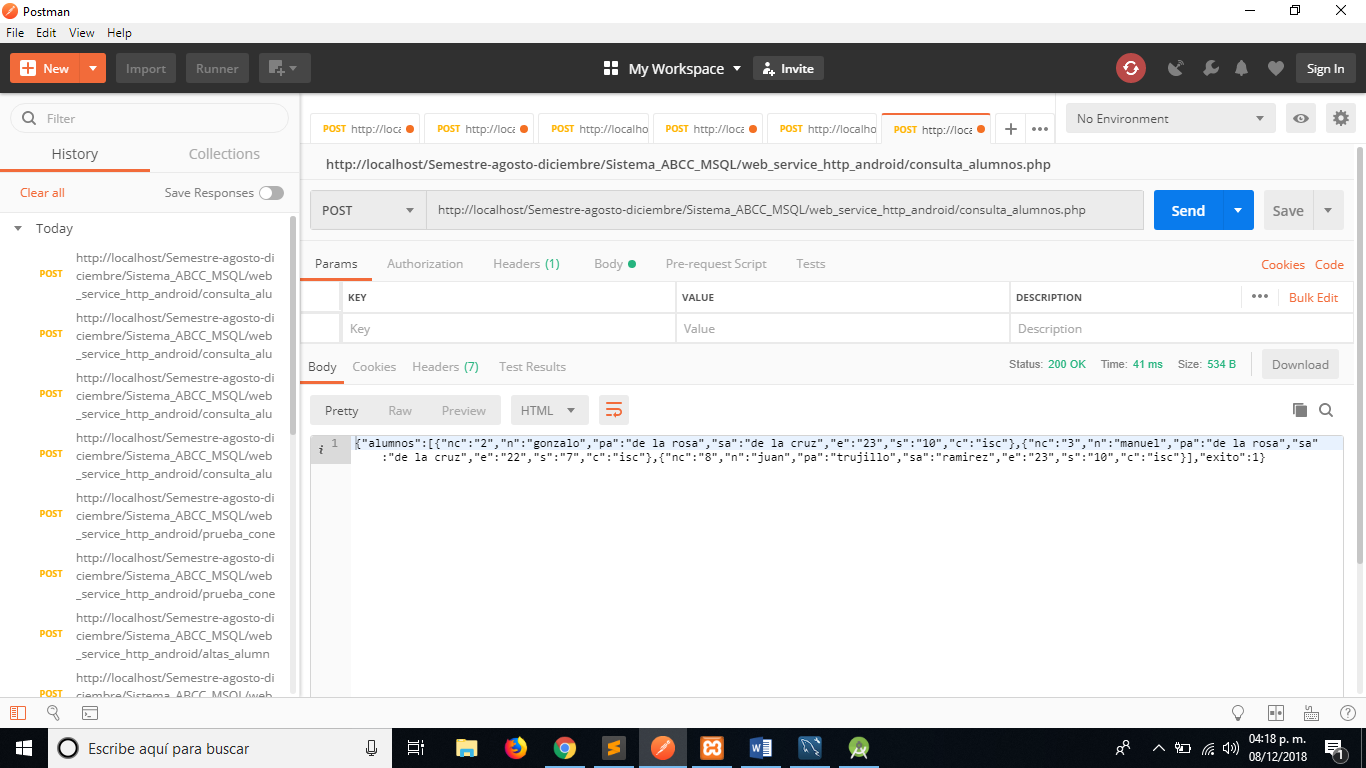 Postman
File Edit View Help
New Import Runner My Workspace Invite Sign In
Filter
History Collections
Clear all Save Responses
Today
POST http://localhost/Semestre-agosto-di
ciembre/Sistema_ABCC_MSQL/web
_service_http_android/consulta_alu
POST http://localhost/Semestre-agosto-di
ciembre/Sistema_ABCC_MSQL/web
_service_http_android/consulta_alu
POST http://localhost/Semestre-agosto-di
ciembre/Sistema_ABCC_MSQL/web
_service_http_android/consulta_alu
POST http://localhost/Semestre-agosto-di
ciembre/Sistema_ABCC_MSQL/web
_service_http_android/consulta_alu
POST http://localhost/Semestre-agosto-di
ciembre/Sistema_ABCC_MSQL/web
_service_http_android/prueba_cone
POST http://localhost/Semestre-agosto-di
ciembre/Sistema_ABCC_MSQL/web
_service_http_android/prueba_cone
POST http://localhost/Semestre-agosto-di
ciembre/Sistema_ABCC_MSQL/web
_service_http_android/altas_alumn
POST http://localhost/Semestre-agosto-di
ciembre/Sistema_ABCC_MSQL/web
POST http://loca POST http://loca POST http://localho POST http://loca POST http://localho POST http://loca
No Environment
http://localhost/Semestre-agosto-diciembre/Sistema_ABCC_MSQL/web_service_http_android/consulta_alumnos.php
POST http://localhost/Semestre-agosto-diciembre/Sistema_ABCC_MSQL/web_service_http_android/consulta_alumnos.php Send Save
Params Authorization Headers (1) Body Pre-request Script Tests Cookies Code
KEY VALUE DESCRIPTION ••• Bulk Edit
Key Value Description
Body Cookies Headers (7) Test Results Status: 200 OK Time: 41 ms Size: 534 B Download
Pretty Raw Preview HTML
i 1 {"alumnos":[{"nc":"2","n":"gonzalo","pa":"de la rosa","sa":"de la cruz","e":"23","s":"10","c":"isc"},{"nc":"3","n":"manuel","pa":"de la rosa","sa"
:"de la cruz","e":"22","s":"7","c":"isc"},{"nc":"8","n":"juan","pa":"trujillo","sa":"ramirez","e":"23","s":"10","c":"isc"}],"exito":1}
Escribe aquí para buscar
04:18 p. m.
08/12/2018
1